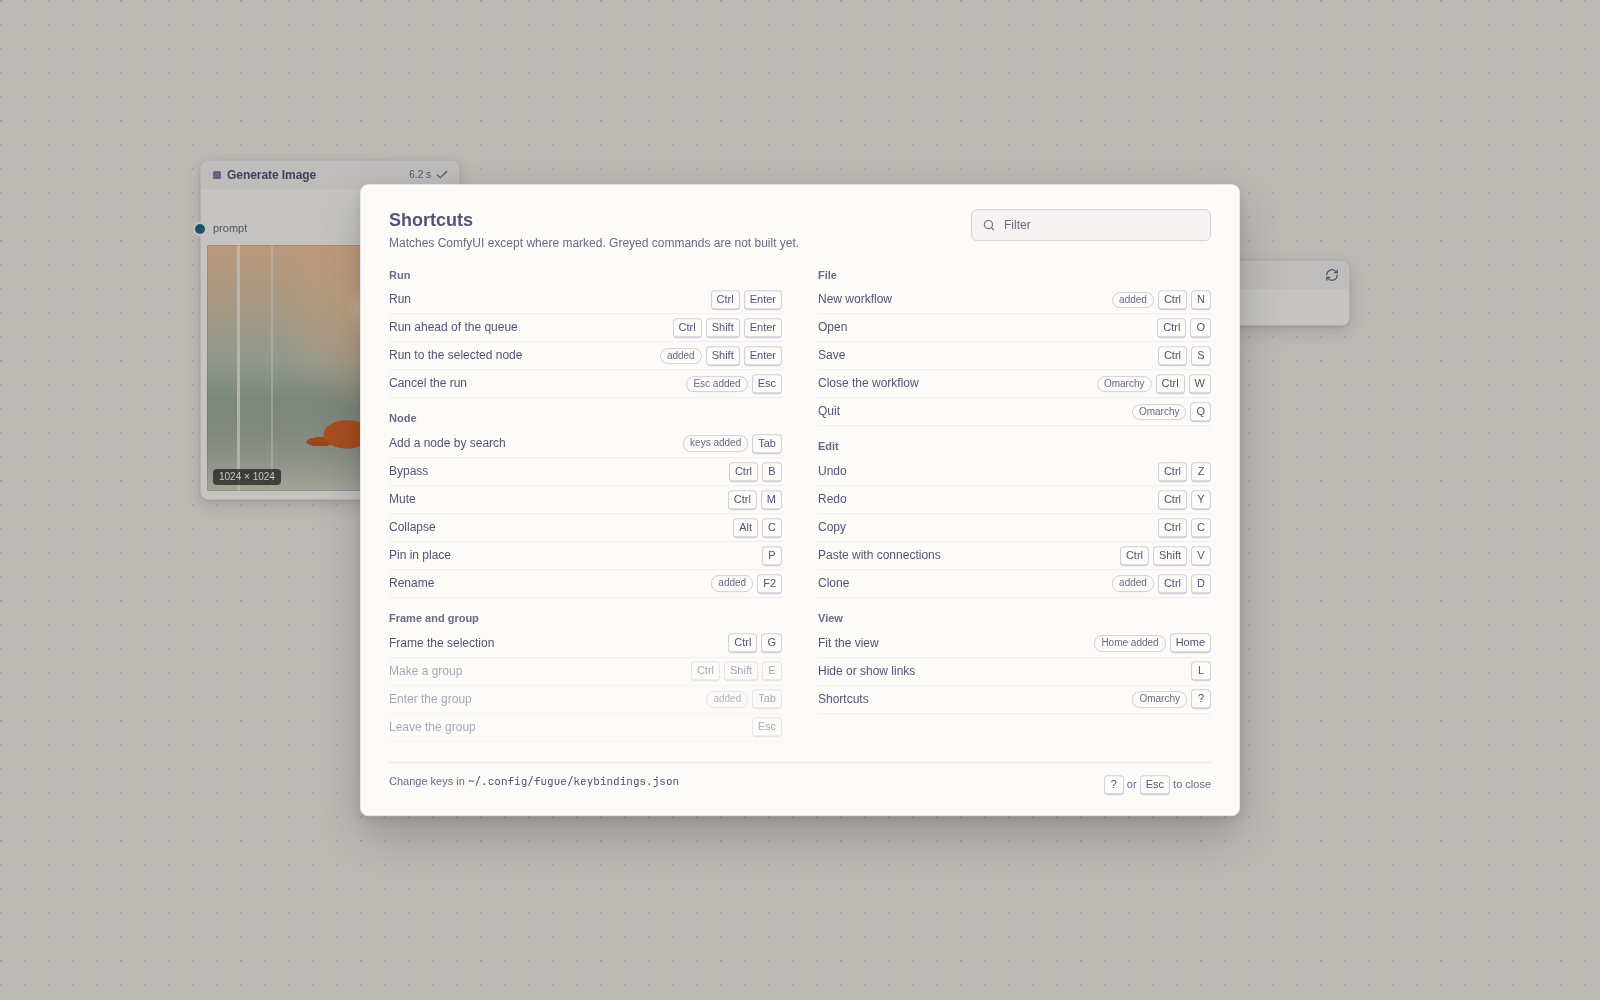 Generate Image 6.2 s
prompt
1024 × 1024
Shortcuts
Matches ComfyUI except where marked. Greyed commands are not built yet.
Filter
Run
Run Ctrl Enter
Run ahead of the queue Ctrl Shift Enter
Run to the selected node added Shift Enter
Cancel the run Esc added Esc
Node
Add a node by search keys added Tab
Bypass Ctrl B
Mute Ctrl M
Collapse Alt C
Pin in place P
Rename added F2
Frame and group
Frame the selection Ctrl G
Make a group Ctrl Shift E
Enter the group added Tab
Leave the group Esc
File
New workflow added Ctrl N
Open Ctrl O
Save Ctrl S
Close the workflow Omarchy Ctrl W
Quit Omarchy Q
Edit
Undo Ctrl Z
Redo Ctrl Y
Copy Ctrl C
Paste with connections Ctrl Shift V
Clone added Ctrl D
View
Fit the view Home added Home
Hide or show links L
Shortcuts Omarchy ?
Change keys in ~/.config/fugue/keybindings.json
? or Esc to close